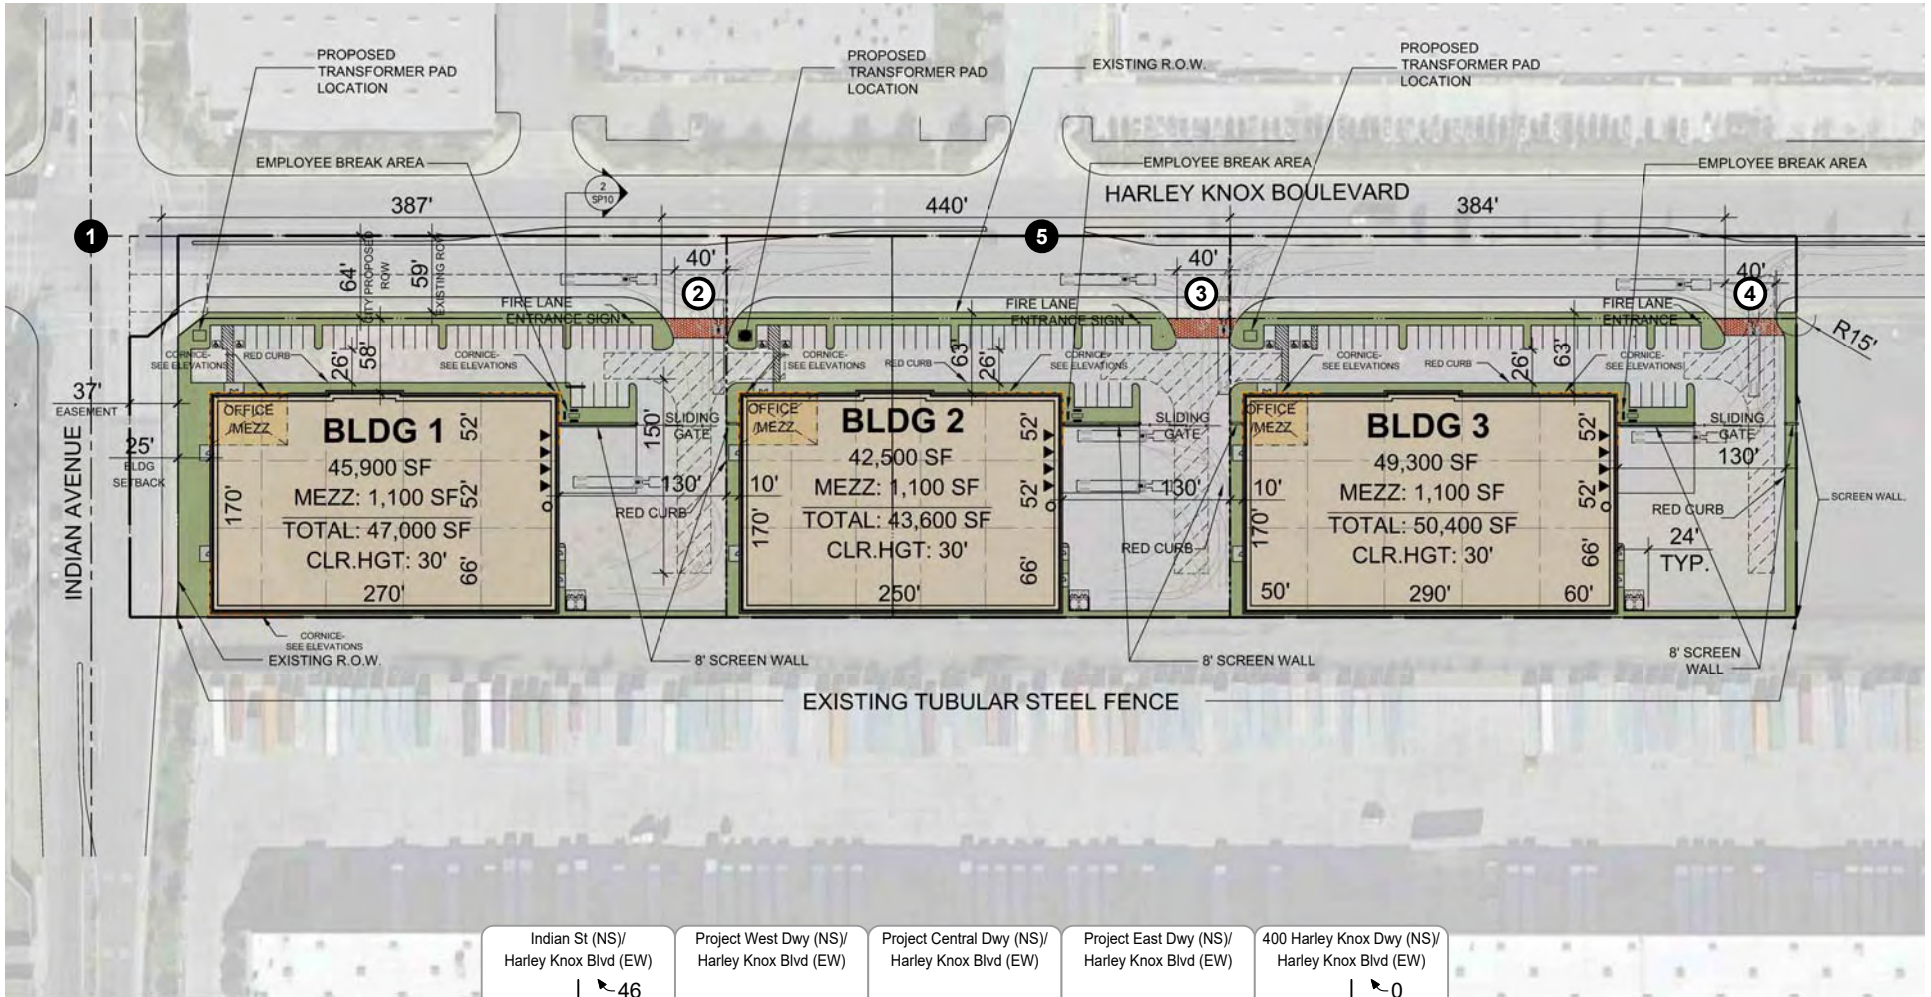 PROPOSED
TRANSFORMER PAD
LOCATION
PROPOSED
TRANSFORMER PAD
LOCATION
EXISTING R.O.W.
PROPOSED
TRANSFORMER PAD
LOCATION
EMPLOYEE BREAK AREA
EMPLOYEE BREAK AREA
EMPLOYEE BREAK AREA
2
SP10
HARLEY KNOX BOULEVARD
387'
440'
384'
1
5
64'
CITY PROPOSED
ROW
59'
EXISTING ROW
40'
40'
40'
2
3
4
FIRE LANE
ENTRANCE SIGN
FIRE LANE
ENTRANCE SIGN
FIRE LANE
ENTRANCE
R15'
CORNICE-
SEE ELEVATIONS
RED CURB
26'
58'
CORNICE-
SEE ELEVATIONS
CORNICE-
SEE ELEVATIONS
RED CURB
63'
26'
CORNICE-
SEE ELEVATIONS
CORNICE-
SEE ELEVATIONS
RED CURB
26'
63'
CORNICE-
SEE ELEVATIONS
37'
EASEMENT
25'
BLDG
SETBACK
INDIAN AVENUE
OFFICE
/MEZZ
BLDG 1
45,900 SF
MEZZ: 1,100 SF
TOTAL: 47,000 SF
CLR.HGT: 30'
270'
170'
52'
52'
66'
150'
SLIDING
GATE
130'
RED CURB
OFFICE
/MEZZ
BLDG 2
42,500 SF
MEZZ: 1,100 SF
TOTAL: 43,600 SF
CLR.HGT: 30'
250'
10'
170'
52'
52'
66'
SLIDING
GATE
130'
RED CURB
OFFICE
/MEZZ
BLDG 3
49,300 SF
MEZZ: 1,100 SF
TOTAL: 50,400 SF
CLR.HGT: 30'
50'
290'
60'
10'
170'
52'
52'
66'
SLIDING
GATE
130'
RED CURB
24'
TYP.
SCREEN WALL
CORNICE-
SEE ELEVATIONS
EXISTING R.O.W.
8' SCREEN WALL
8' SCREEN WALL
8' SCREEN
WALL
EXISTING TUBULAR STEEL FENCE
Indian St (NS)/
Harley Knox Blvd (EW)
46
Project West Dwy (NS)/
Harley Knox Blvd (EW)
Project Central Dwy (NS)/
Harley Knox Blvd (EW)
Project East Dwy (NS)/
Harley Knox Blvd (EW)
400 Harley Knox Dwy (NS)/
Harley Knox Blvd (EW)
0